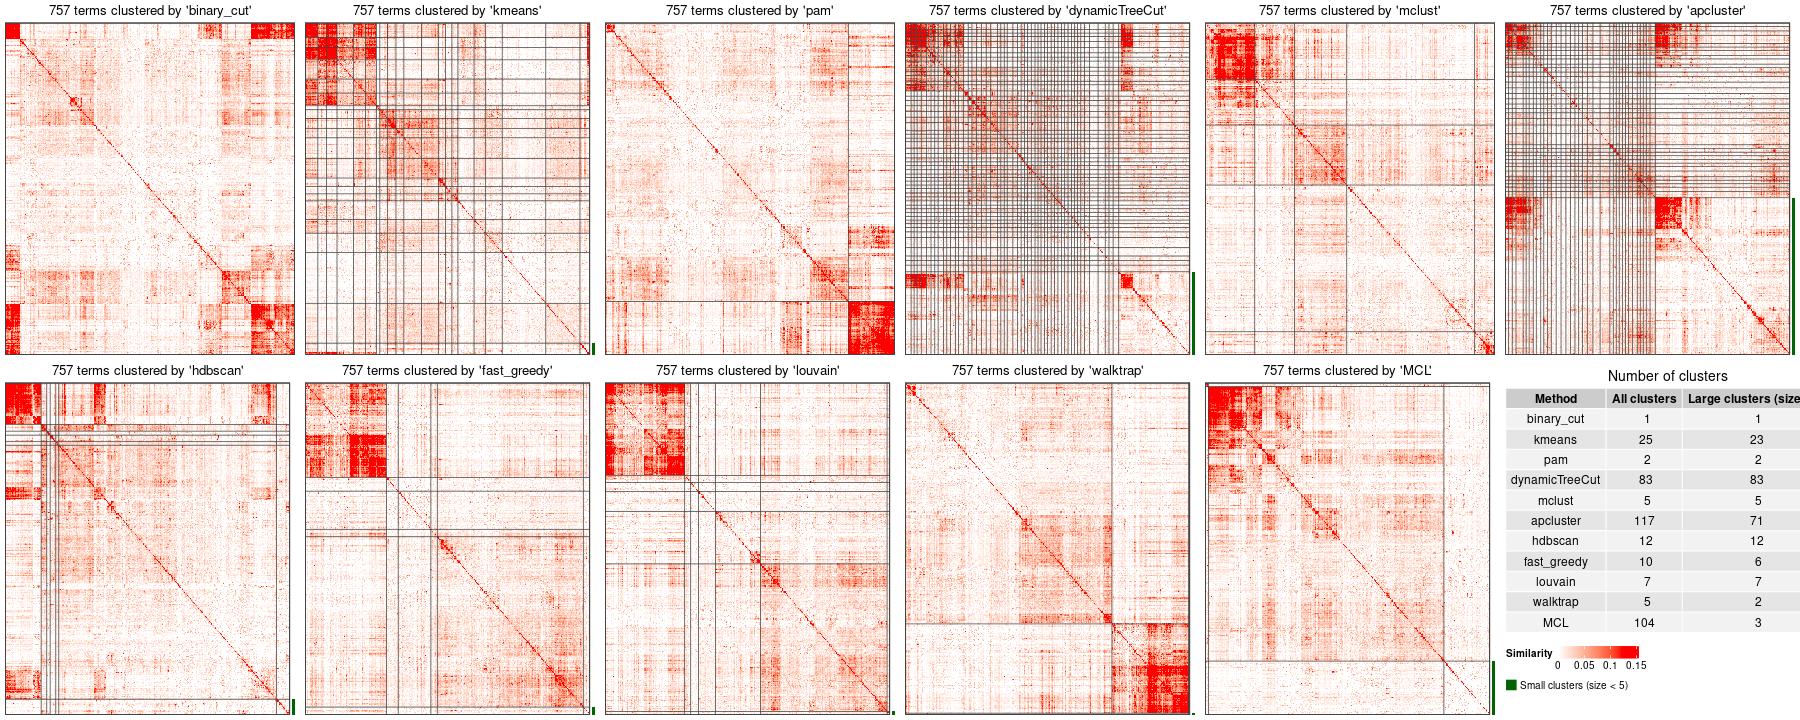 757 terms clustered by 'binary_cut'
757 terms clustered by 'kmeans'
757 terms clustered by 'pam'
757 terms clustered by 'dynamicTreeCut'
757 terms clustered by 'mclust'
757 terms clustered by 'apcluster'
757 terms clustered by 'hdbscan'
757 terms clustered by 'fast_greedy'
757 terms clustered by 'louvain'
757 terms clustered by 'walktrap'
757 terms clustered by 'MCL'
Number of clusters
Method All clusters Large clusters (size
binary_cut 1 1
kmeans 25 23
pam 2 2
dynamicTreeCut 83 83
mclust 5 5
apcluster 117 71
hdbscan 12 12
fast_greedy 10 6
louvain 7 7
walktrap 5 2
MCL 104 3
Similarity
0 0.05 0.1 0.15
Small clusters (size < 5)